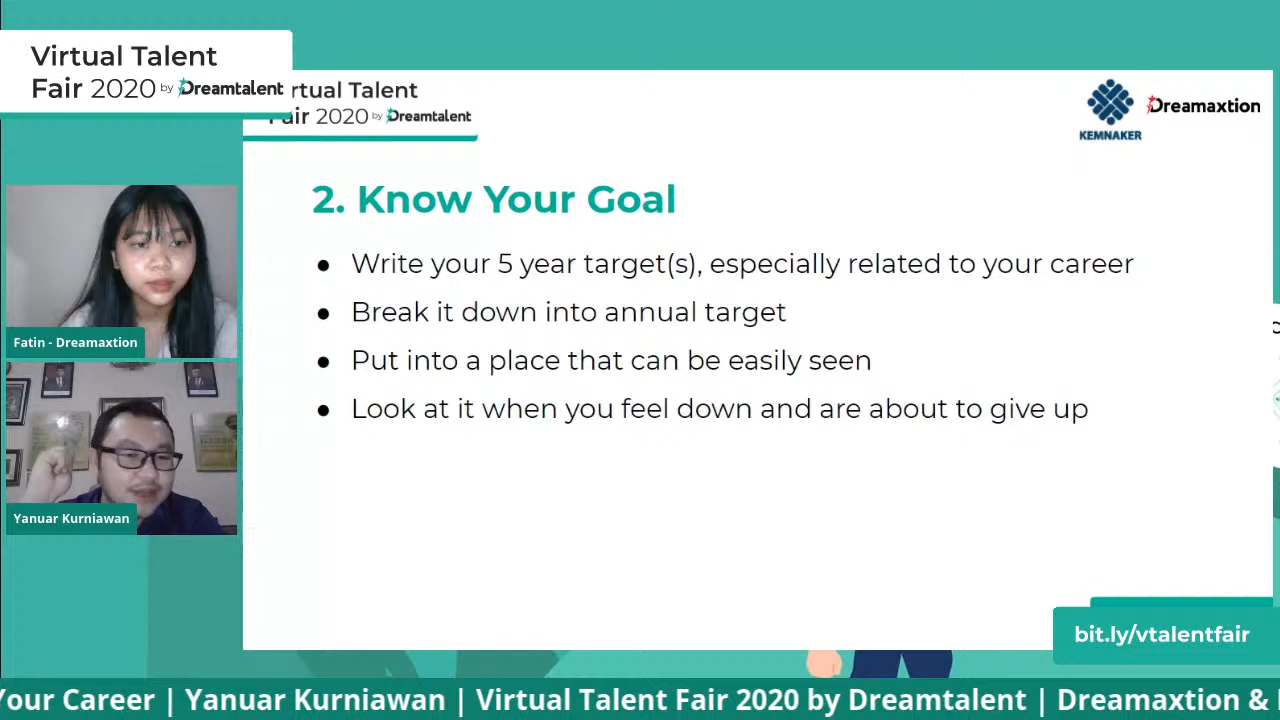 Virtual Talent
Fair 2020 by Dreamtalent
rtual Talent
Fair 2020 by Dreamtalent
KEMNAKER
Dreamaxtion
2. Know Your Goal
● Write your 5 year target(s), especially related to your career
● Break it down into annual target
● Put into a place that can be easily seen
● Look at it when you feel down and are about to give up
Fatin - Dreamaxtion
Yanuar Kurniawan
bit.ly/vtalentfair
Your Career | Yanuar Kurniawan | Virtual Talent Fair 2020 by Dreamtalent | Dreamaxtion &